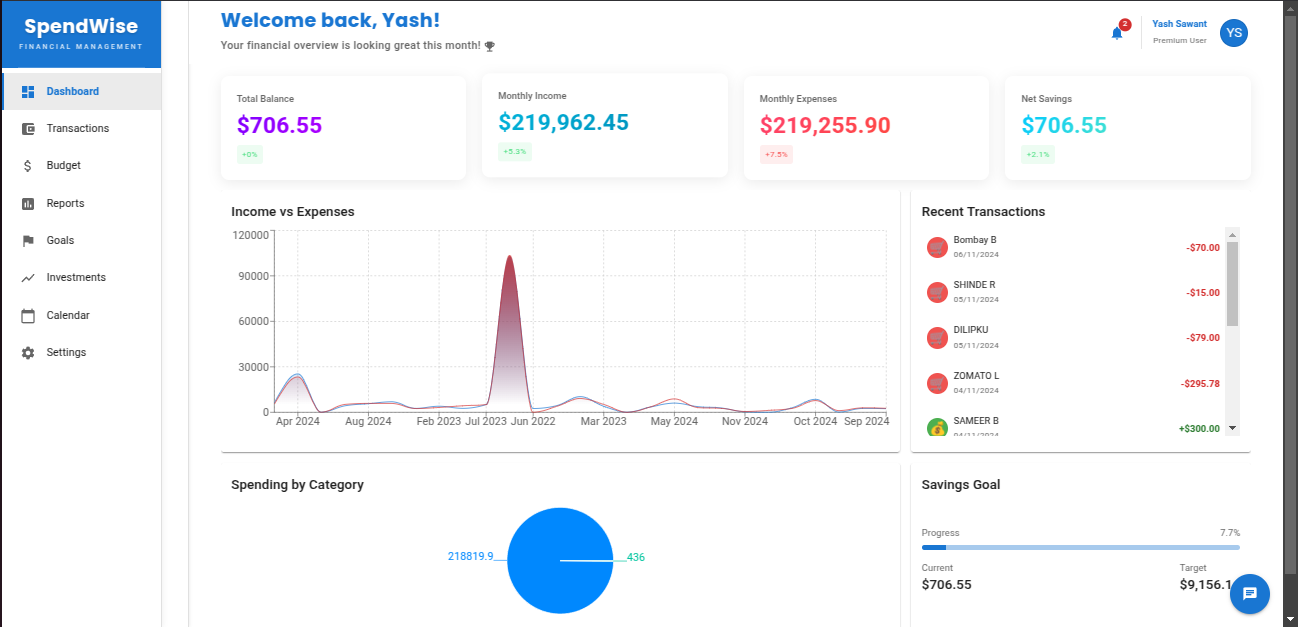 SpendWise
FINANCIAL MANAGEMENT
Dashboard
Transactions
Budget
Reports
Goals
Investments
Calendar
Settings
Welcome back, Yash!
Your financial overview is looking great this month! 🏆
2
Yash Sawant
Premium User
YS
Total Balance
$706.55
+0%
Monthly Income
$219,962.45
+5.3%
Monthly Expenses
$219,255.90
+7.5%
Net Savings
$706.55
+2.1%
Income vs Expenses
120000
90000
60000
30000
0
Apr 2024 Aug 2024 Feb 2023 Jul 2023 Jun 2022 Mar 2023 May 2024 Nov 2024 Oct 2024 Sep 2024
Recent Transactions
Bombay B
06/11/2024
-$70.00
SHINDE R
05/11/2024
-$15.00
DILIPKU
05/11/2024
-$79.00
ZOMATO L
04/11/2024
-$295.78
SAMEER B
04/11/2024
+$300.00
Spending by Category
218819.9
436
Savings Goal
Progress
7.7%
Current
Target
$706.55
$9,156.1